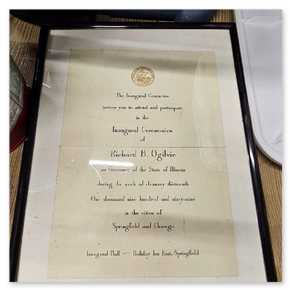 The Inaugural Committee
invites you to attend and participate
in the
Inaugural Ceremonies
of
Richard B. Ogilvie
as Governor of the State of Illinois
during the week of January thirteenth
One thousand nine hundred and sixty-nine
in the cities of
Springfield and Chicago
Inaugural Ball — Holiday Inn East, Springfield